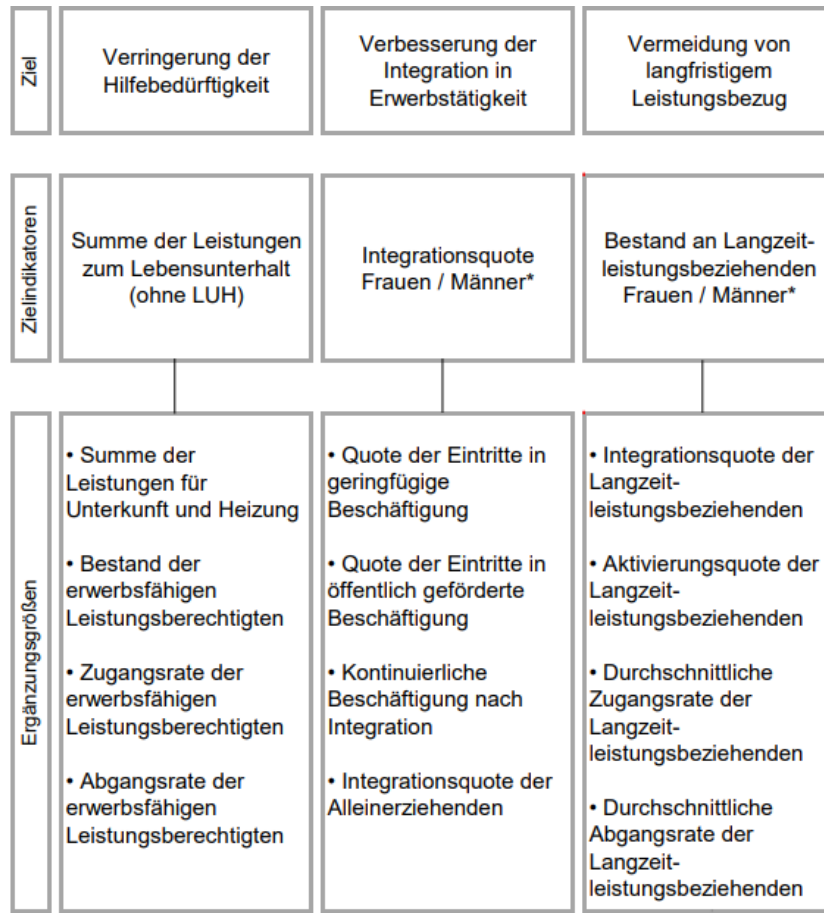 Ziel
Verringerung der
Hilfebedürftigkeit
Verbesserung der
Integration in
Erwerbstätigkeit
Vermeidung von
langfristigem
Leistungsbezug
Zielindikatoren
Summe der Leistungen
zum Lebensunterhalt
(ohne LUH)
Integrationsquote
Frauen / Männer*
Bestand an Langzeit-
leistungsbeziehenden
Frauen / Männer*
Ergänzungsgrößen
• Summe der
Leistungen für
Unterkunft und Heizung
• Bestand der
erwerbsfähigen
Leistungsberechtigten
• Zugangsrate der
erwerbsfähigen
Leistungsberechtigten
• Abgangsrate der
erwerbsfähigen
Leistungsberechtigten
• Quote der Eintritte in
geringfügige
Beschäftigung
• Quote der Eintritte in
öffentlich geförderte
Beschäftigung
• Kontinuierliche
Beschäftigung nach
Integration
• Integrationsquote der
Alleinerziehenden
• Integrationsquote der
Langzeit-
leistungsbeziehenden
• Aktivierungsquote der
Langzeit-
leistungsbeziehenden
• Durchschnittliche
Zugangsrate der
Langzeit-
leistungsbeziehenden
• Durchschnittliche
Abgangsrate der
Langzeit-
leistungsbeziehenden